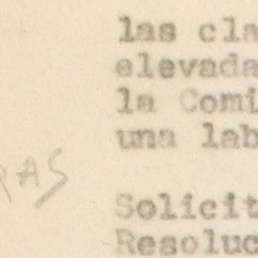 las cla
elevada
la Comi
una lab
RAS
Solicit
Resoluc